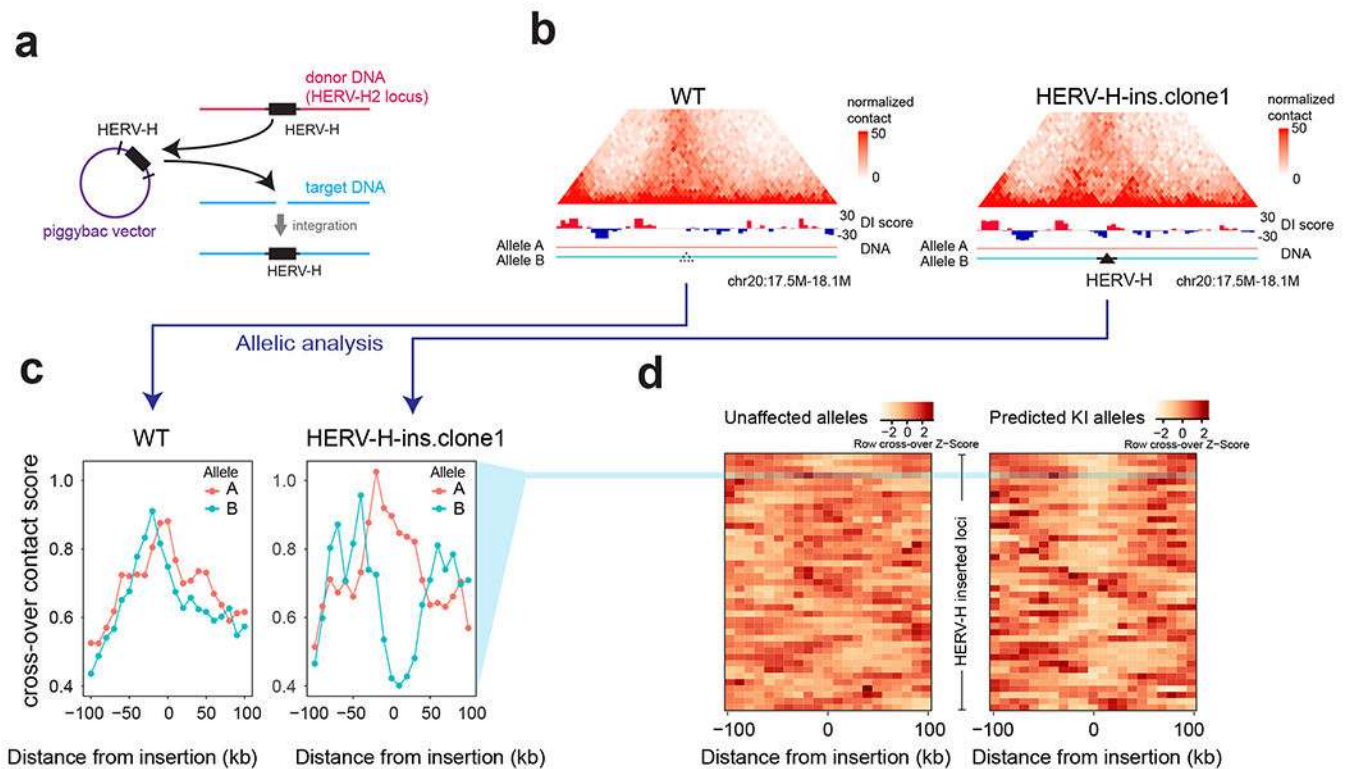 a
donor DNA
(HERV-H2 locus)
HERV-H
HERV-H
target DNA
integration
piggybac vector
HERV-H
b
WT
normalized
contact
50
0
30
DI score
-30
Allele A
DNA
Allele B
chr20:17.5M-18.1M
HERV-H-ins.clone1
normalized
contact
50
0
30
DI score
-30
Allele A
DNA
Allele B
HERV-H
chr20:17.5M-18.1M
Allelic analysis
c
WT
Allele
A
B
cross-over contact score
1.0
0.8
0.6
0.4
−100
0
100
Distance from insertion (kb)
HERV-H-ins.clone1
Allele
A
B
1.0
0.8
0.6
0.4
−100
0
100
Distance from insertion (kb)
d
Unaffected alleles
−2 0 2
Row cross-over Z-Score
−100
0
100
Distance from insertion (kb)
HERV-H inserted loci
Predicted KI alleles
−2 0 2
Row cross-over Z-Score
−100
0
100
Distance from insertion (kb)